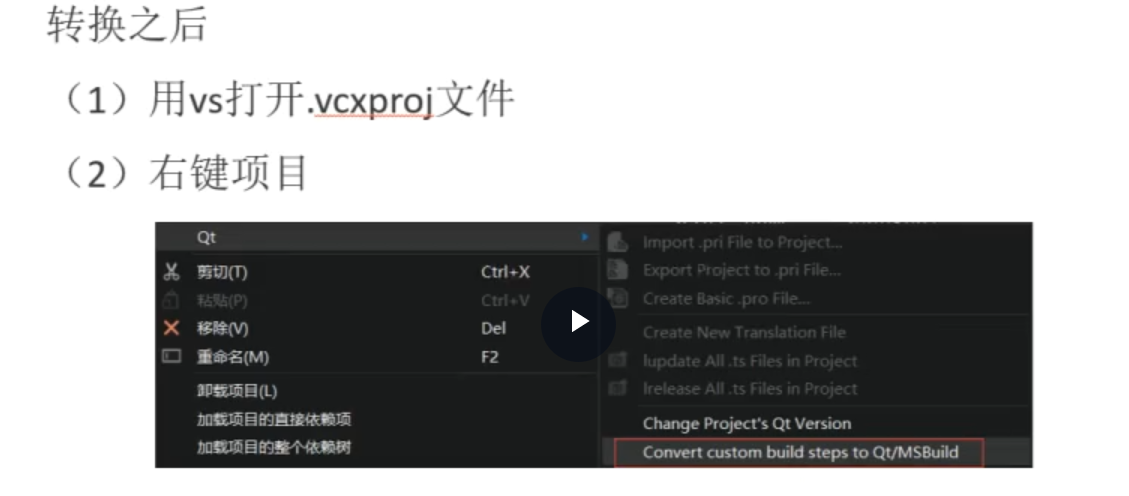 转换之后
（1）用vs打开.vcxproj文件
（2）右键项目
Qt
剪切(T) Ctrl+X
粘贴(P) Ctrl+V
移除(V) Del
重命名(M) F2
卸载项目(L)
加载项目的直接依赖项
加载项目的整个依赖树
Import .pri File to Project...
Export Project to .pri File...
Create Basic .pro File...
Create New Translation File
lupdate All .ts Files in Project
lrelease All .ts Files in Project
Change Project's Qt Version
Convert custom build steps to Qt/MSBuild